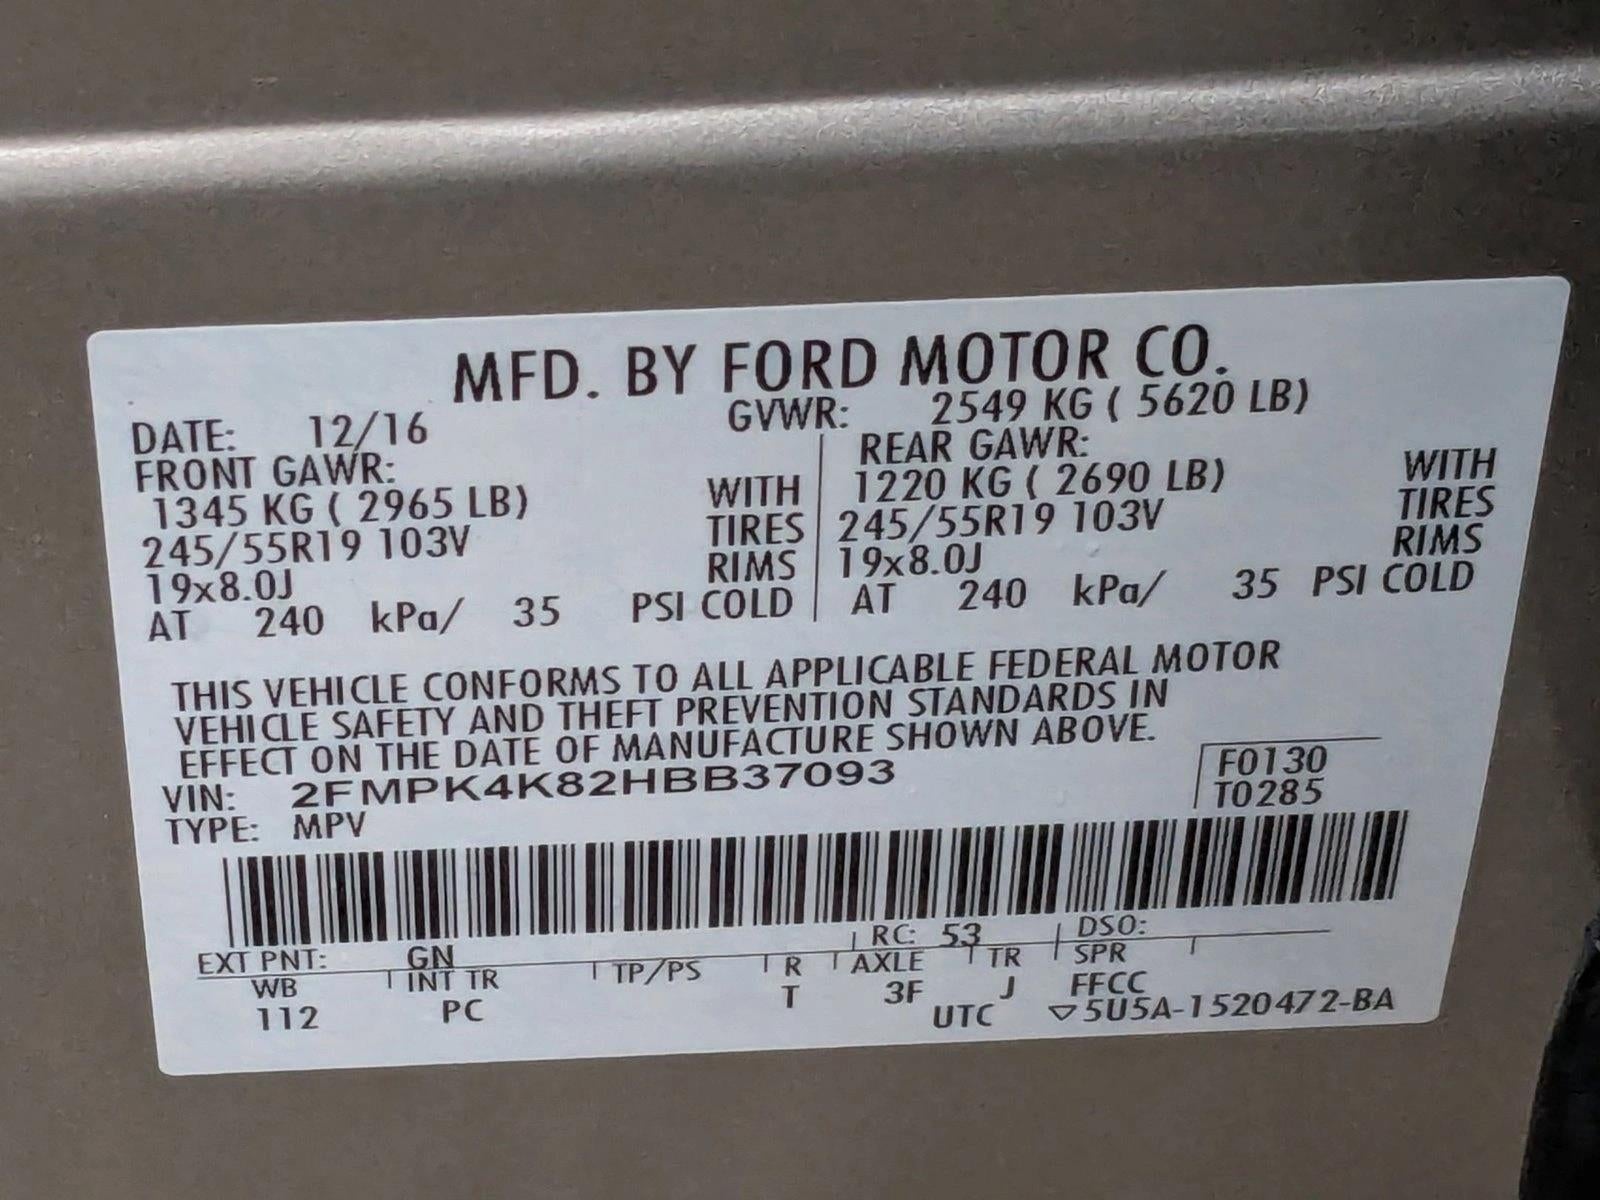 MFD. BY FORD MOTOR CO.
DATE: 12/16 GVWR: 2549 KG ( 5620 LB)
FRONT GAWR: REAR GAWR:
1345 KG ( 2965 LB) WITH 1220 KG ( 2690 LB) WITH
245/55R19 103V TIRES 245/55R19 103V TIRES
19x8.0J RIMS 19x8.0J RIMS
AT 240 kPa/ 35 PSI COLD AT 240 kPa/ 35 PSI COLD
THIS VEHICLE CONFORMS TO ALL APPLICABLE FEDERAL MOTOR
VEHICLE SAFETY AND THEFT PREVENTION STANDARDS IN
EFFECT ON THE DATE OF MANUFACTURE SHOWN ABOVE.
VIN: 2FMPK4K82HBB37093 F0130
TYPE: MPV T0285
EXT PNT: GN RC: 53 DSO:
WB INT TR TP/PS R AXLE TR SPR
112 PC T 3F J FFCC
UTC ▽5U5A-1520472-BA